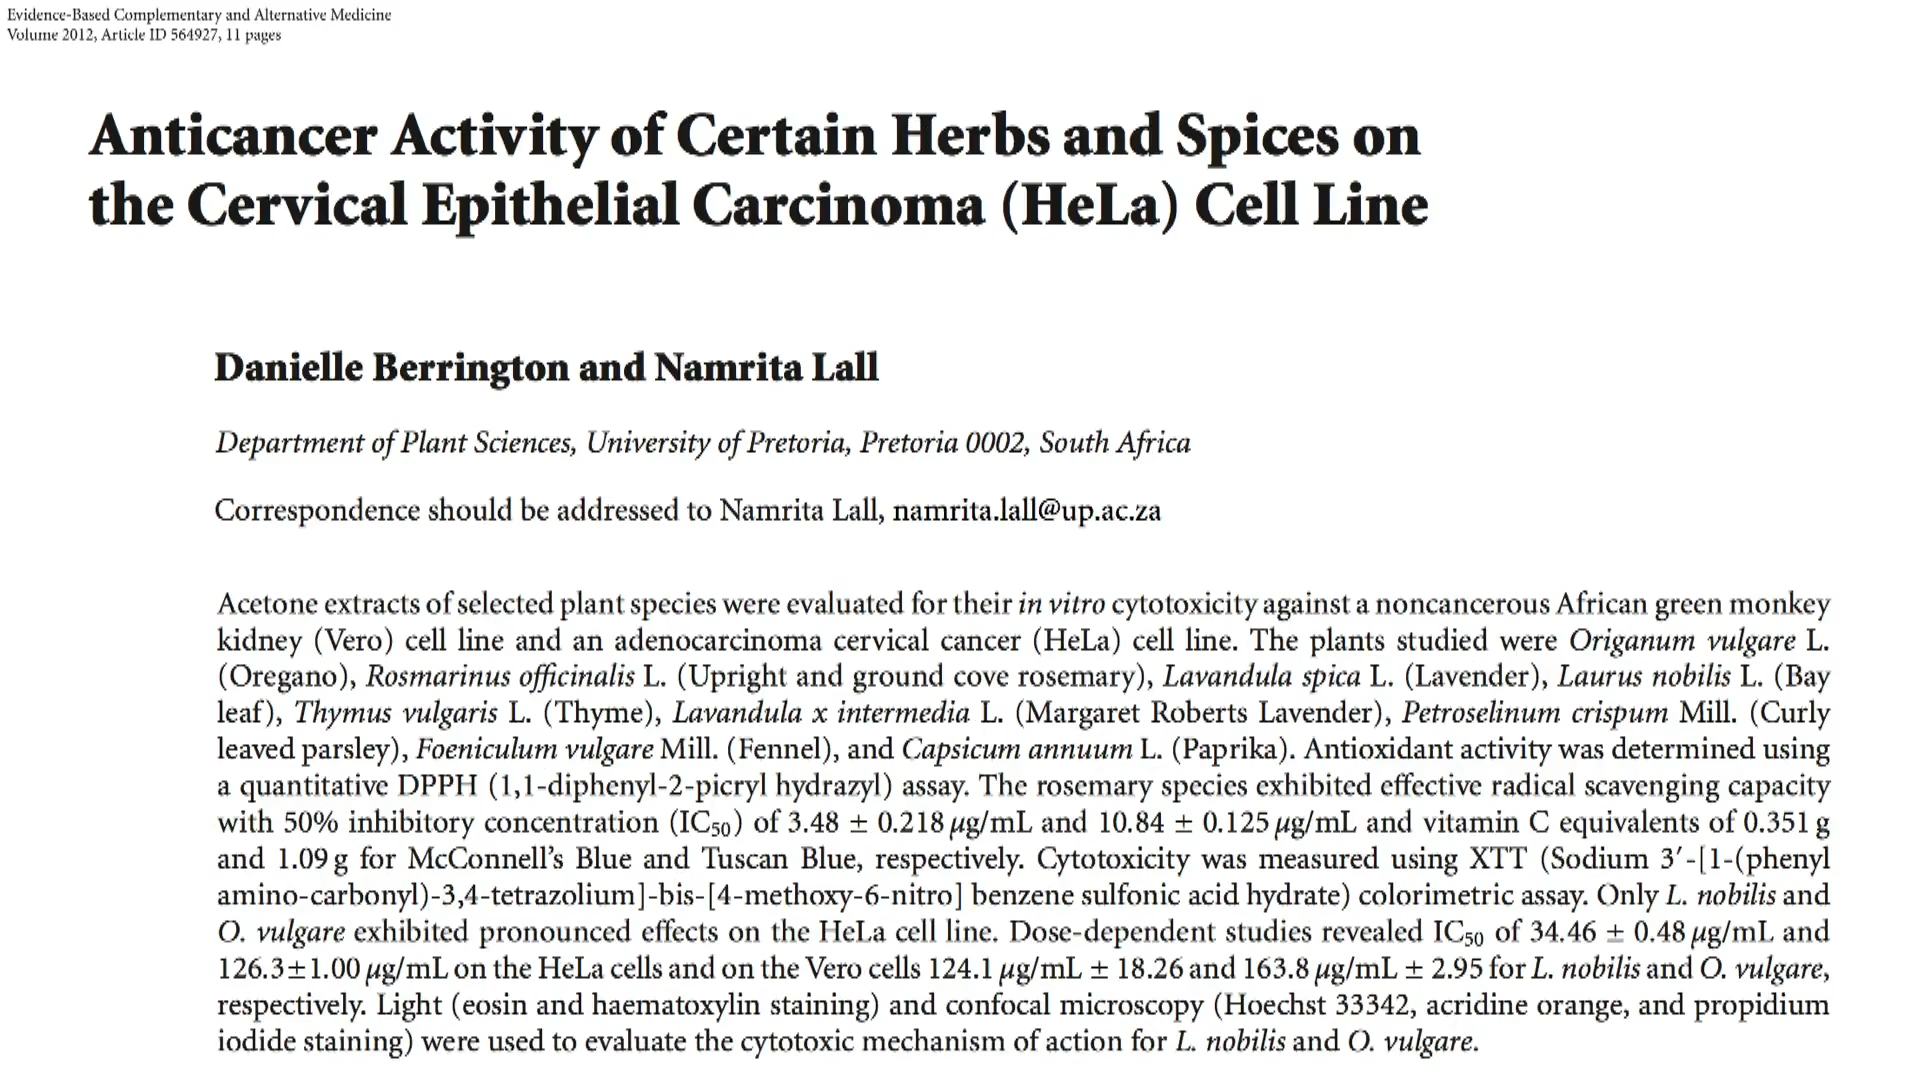 Evidence-Based Complementary and Alternative Medicine
Volume 2012, Article ID 564927, 11 pages
Anticancer Activity of Certain Herbs and Spices on
the Cervical Epithelial Carcinoma (HeLa) Cell Line
Danielle Berrington and Namrita Lall
Department of Plant Sciences, University of Pretoria, Pretoria 0002, South Africa
Correspondence should be addressed to Namrita Lall, namrita.lall@up.ac.za
Acetone extracts of selected plant species were evaluated for their in vitro cytotoxicity against a noncancerous African green monkey
kidney (Vero) cell line and an adenocarcinoma cervical cancer (HeLa) cell line. The plants studied were Origanum vulgare L.
(Oregano), Rosmarinus officinalis L. (Upright and ground cove rosemary), Lavandula spica L. (Lavender), Laurus nobilis L. (Bay
leaf), Thymus vulgaris L. (Thyme), Lavandula x intermedia L. (Margaret Roberts Lavender), Petroselinum crispum Mill. (Curly
leaved parsley), Foeniculum vulgare Mill. (Fennel), and Capsicum annuum L. (Paprika). Antioxidant activity was determined using
a quantitative DPPH (1,1-diphenyl-2-picryl hydrazyl) assay. The rosemary species exhibited effective radical scavenging capacity
with 50% inhibitory concentration (IC50) of 3.48 ± 0.218 µg/mL and 10.84 ± 0.125 µg/mL and vitamin C equivalents of 0.351 g
and 1.09 g for McConnell's Blue and Tuscan Blue, respectively. Cytotoxicity was measured using XTT (Sodium 3′-[1-(phenyl
amino-carbonyl)-3,4-tetrazolium]-bis-[4-methoxy-6-nitro] benzene sulfonic acid hydrate) colorimetric assay. Only L. nobilis and
O. vulgare exhibited pronounced effects on the HeLa cell line. Dose-dependent studies revealed IC50 of 34.46 ± 0.48 µg/mL and
126.3±1.00 µg/mL on the HeLa cells and on the Vero cells 124.1 µg/mL ± 18.26 and 163.8 µg/mL ± 2.95 for L. nobilis and O. vulgare,
respectively. Light (eosin and haematoxylin staining) and confocal microscopy (Hoechst 33342, acridine orange, and propidium
iodide staining) were used to evaluate the cytotoxic mechanism of action for L. nobilis and O. vulgare.